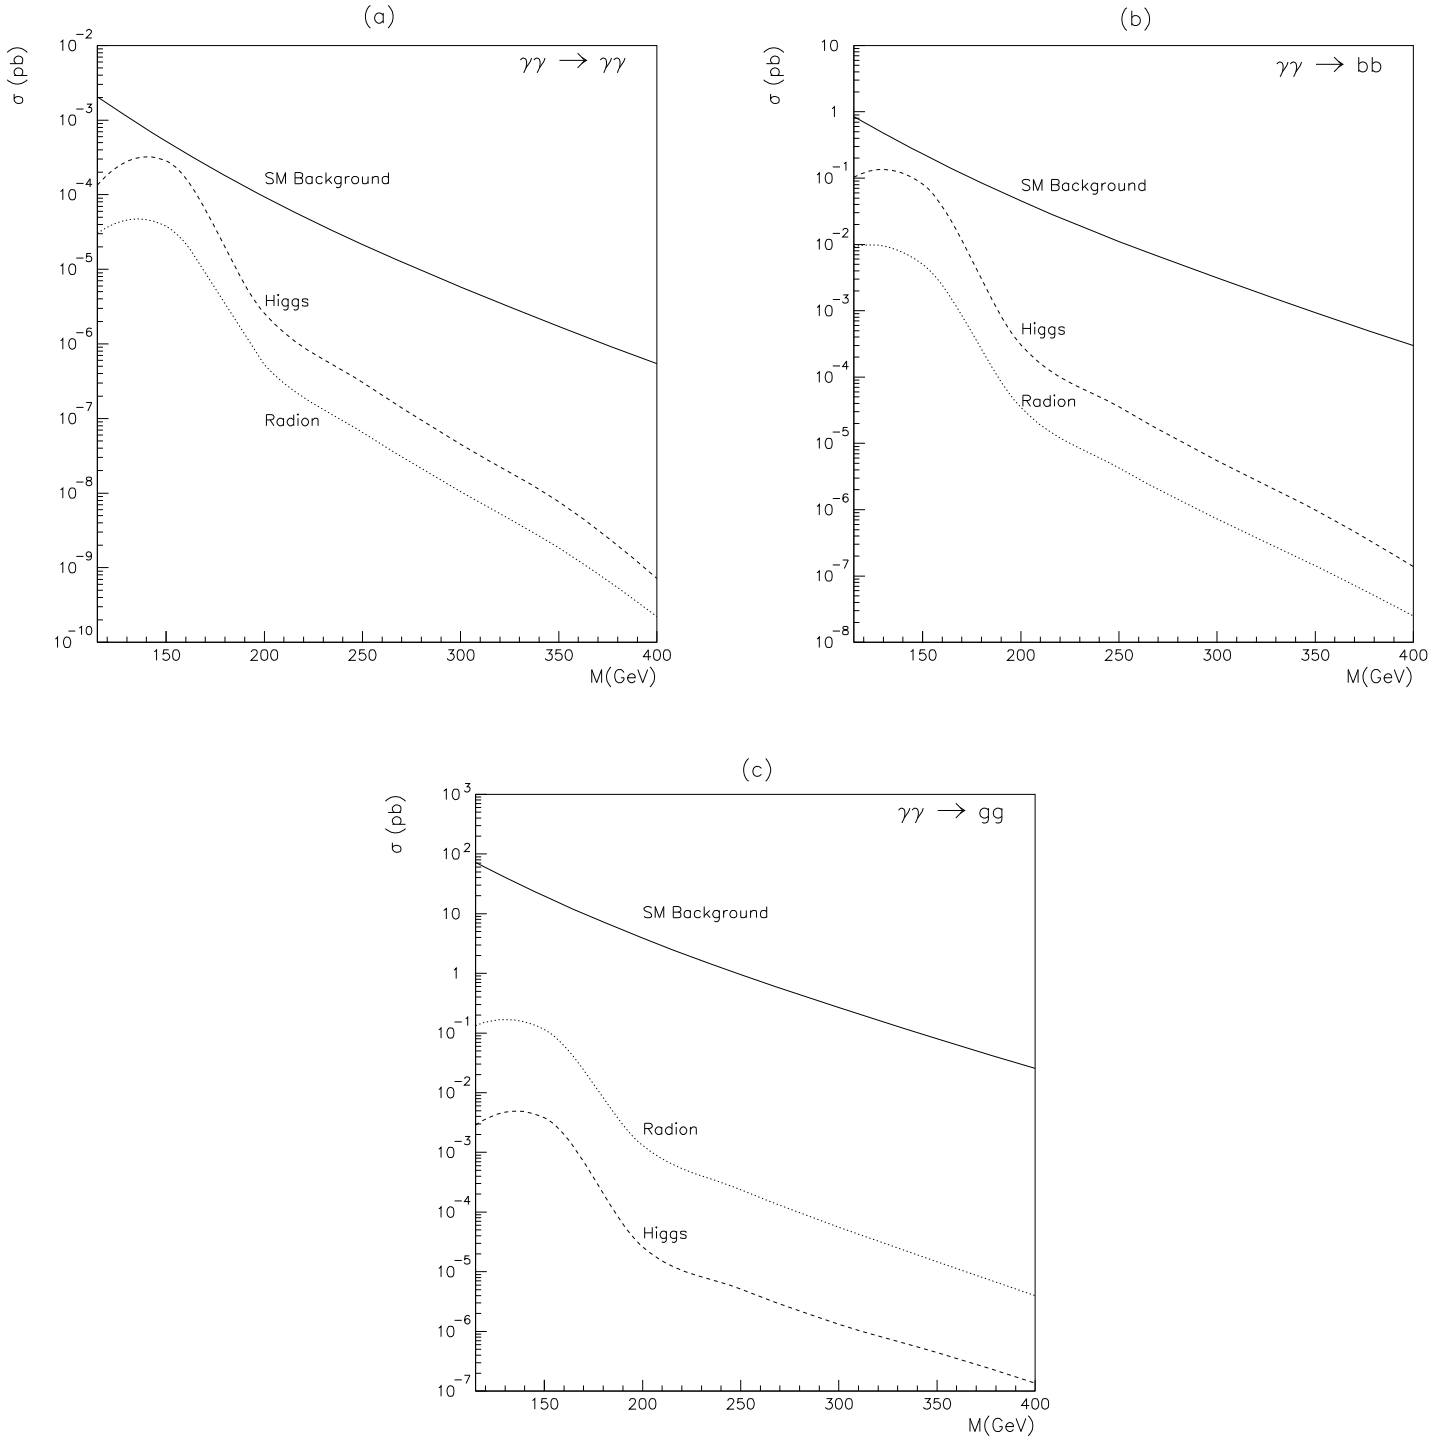 (a)
σ (pb)
γγ → γγ
10^-2
10^-3
10^-4
10^-5
10^-6
10^-7
10^-8
10^-9
10^-10
SM Background
Higgs
Radion
150 200 250 300 350 400
M(GeV)
(b)
σ (pb)
γγ → bb
10
1
10^-1
10^-2
10^-3
10^-4
10^-5
10^-6
10^-7
10^-8
SM Background
Higgs
Radion
150 200 250 300 350 400
M(GeV)
(c)
σ (pb)
γγ → gg
10^3
10^2
10
1
10^-1
10^-2
10^-3
10^-4
10^-5
10^-6
10^-7
SM Background
Radion
Higgs
150 200 250 300 350 400
M(GeV)